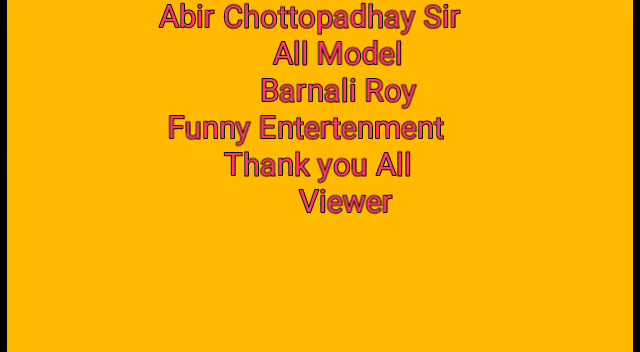 Abir Chottopadhay Sir
All Model
Barnali Roy
Funny Entertenment
Thank you All
Viewer